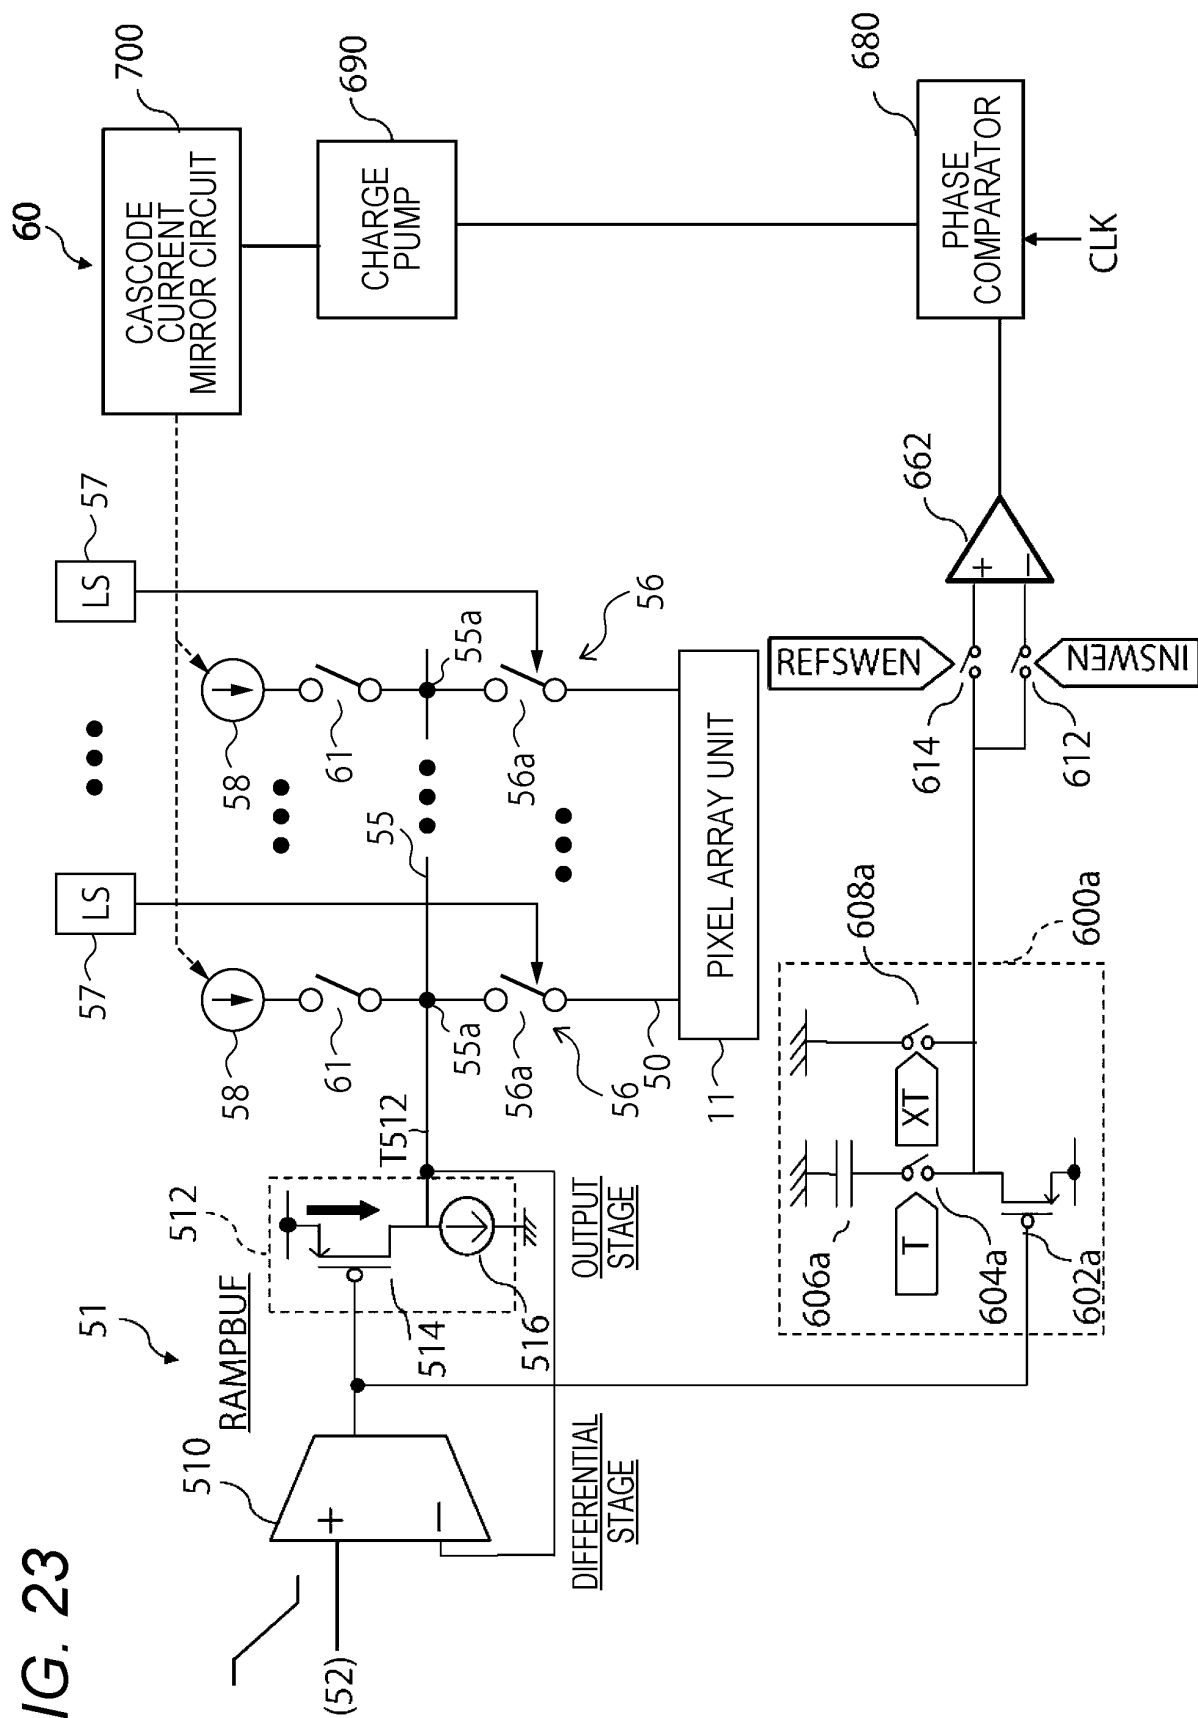 IG. 23
51
RAMPBUF
510
(52)
+
−
DIFFERENTIAL
STAGE
512
514
516
T512
OUTPUT
STAGE
60
700
CASCODE
CURRENT
MIRROR CIRCUIT
690
CHARGE
PUMP
680
PHASE
COMPARATOR
CLK
57
LS
57
LS
58
58
61
61
55
55a
55a
56a
56a
56
56
50
11
PIXEL ARRAY UNIT
662
+
−
REFSWEN
INSWEN
614
612
600a
608a
XT
T
606a
604a
602a